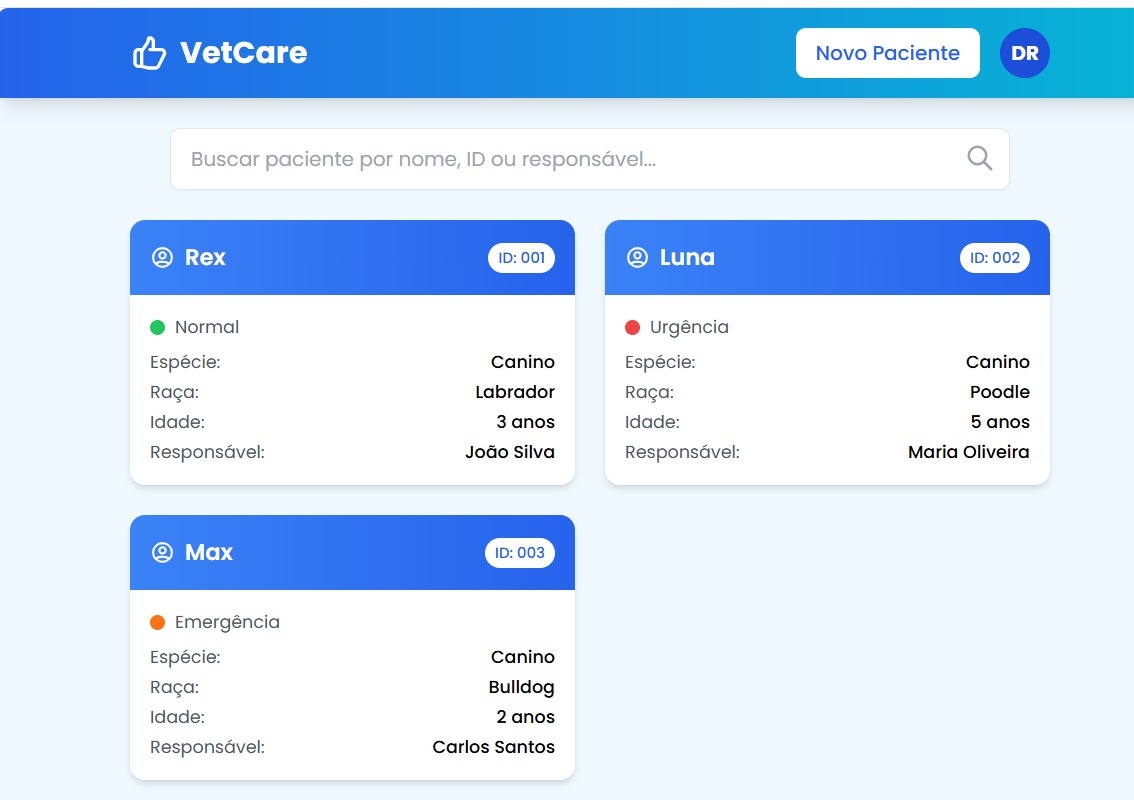 VetCare
Novo Paciente
DR
Buscar paciente por nome, ID ou responsável...
Rex
ID: 001
Normal
Espécie: Canino
Raça: Labrador
Idade: 3 anos
Responsável: João Silva
Luna
ID: 002
Urgência
Espécie: Canino
Raça: Poodle
Idade: 5 anos
Responsável: Maria Oliveira
Max
ID: 003
Emergência
Espécie: Canino
Raça: Bulldog
Idade: 2 anos
Responsável: Carlos Santos